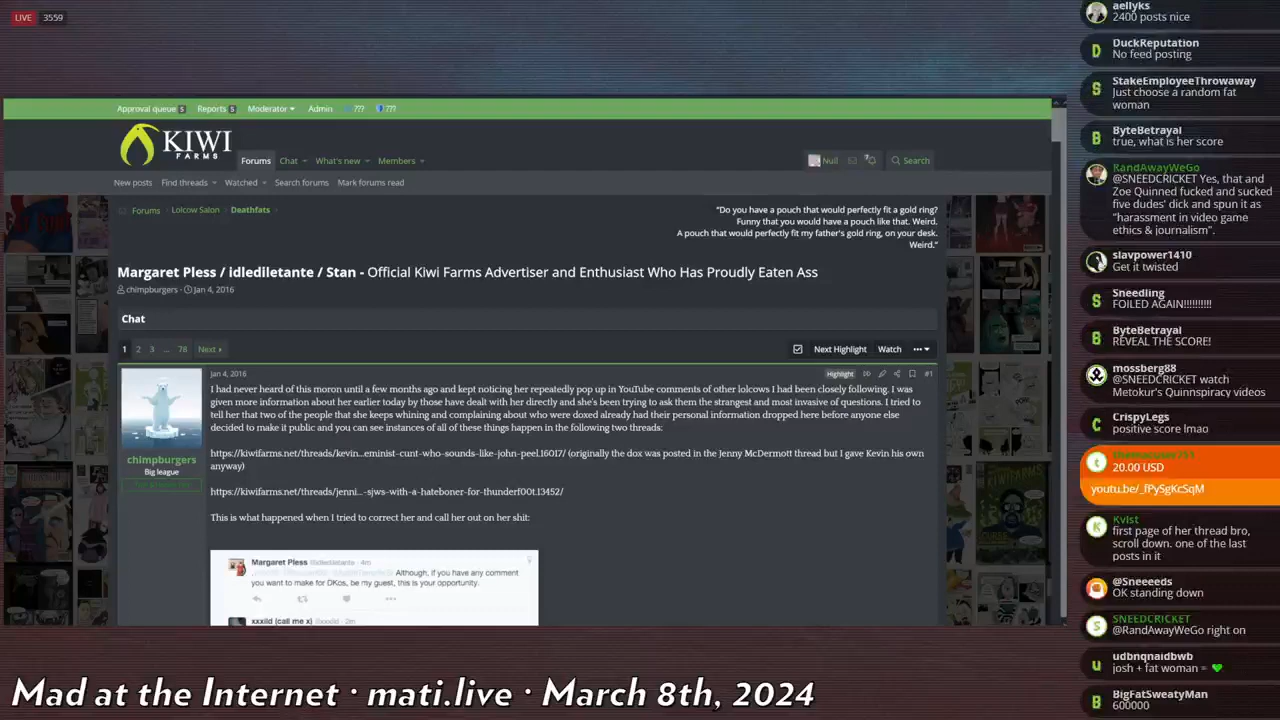 LIVE 3559
Approval queue 5 Reports 5 Moderator Admin ??? ???
KIWI
FARMS
Forums Chat What's new Members
Null Search
New posts Find threads Watched Search forums Mark forums read
Forums Lolcow Salon Deathfats
"Do you have a pouch that would perfectly fit a gold ring?
Funny that you would have a pouch like that. Weird.
A pouch that would perfectly fit my father's gold ring, on your desk.
Weird."
Margaret Pless / idlediletante / Stan - Official Kiwi Farms Advertiser and Enthusiast Who Has Proudly Eaten Ass
chimpburgers · Jan 4, 2016
Chat
1 2 3 ... 78 Next
Next Highlight Watch •••
Jan 4, 2016
Highlight #1
chimpburgers
Big league
I had never heard of this moron until a few months ago and kept noticing her repeatedly pop up in YouTube comments of other lolcows I had been closely following. I was
given more information about her earlier today by those have dealt with her directly and she's been trying to ask them the strangest and most invasive of questions. I tried to
tell her that two of the people that she keeps whining and complaining about who were doxed already had their personal information dropped here before anyone else
decided to make it public and you can see instances of all of these things happen in the following two threads:
https://kiwifarms.net/threads/kevin...eminist-cunt-who-sounds-like-john-peel.16017/ (originally the dox was posted in the Jenny McDermott thread but I gave Kevin his own
anyway)
https://kiwifarms.net/threads/jenni...-sjws-with-a-hateboner-for-thunderf00t.13452/
This is what happened when I tried to correct her and call her out on her shit:
Margaret Pless @idledilettante · 4m
Although, if you have any comment
you want to make for DKos, be my guest, this is your opportunity.
xxxild (call me x) @xxxild · 2m
aellyks
2400 posts nice
DuckReputation
No feed posting
StakeEmployeeThrowaway
Just choose a random fat
woman
ByteBetrayal
true, what is her score
RandAwayWeGo
@SNEEDCRICKET Yes, that and
Zoe Quinned fucked and sucked
five dudes' dick and spun it as
"harassment in video game
ethics & journalism".
slavpower1410
Get it twisted
Sneedling
FOILED AGAIN!!!!!!!!!!
ByteBetrayal
REVEAL THE SCORE!
mossberg88
@SNEEDCRICKET watch
Metokur's Quinnspiracy videos
CrispyLegs
positive score lmao
20.00 USD
youtu.be/_fPySgKcSqM
Kvlst
first page of her thread bro,
scroll down. one of the last
posts in it
@Sneeeds
OK standing down
SNEEDCRICKET
@RandAwayWeGo right on
udbnqnaidbwb
josh + fat woman = 💚
BigFatSweatyMan
600000
Mad at the Internet · mati.live · March 8th, 2024